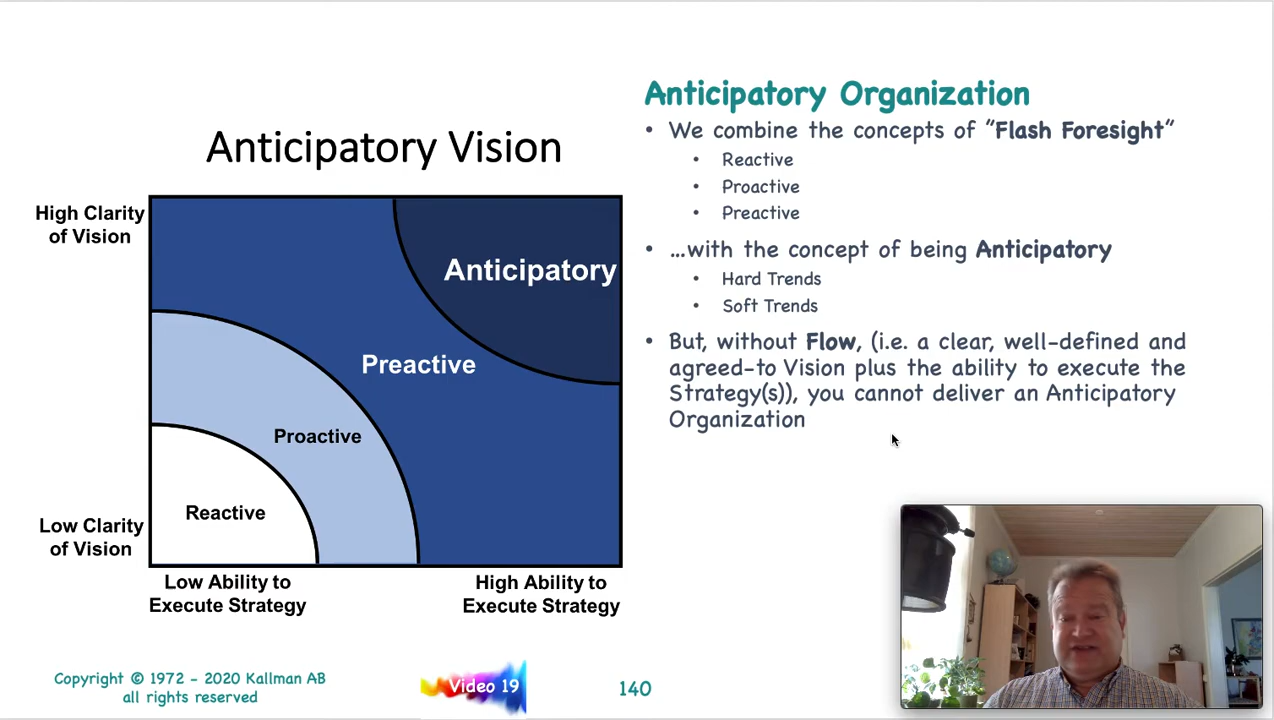 Anticipatory Vision
High Clarity
of Vision
Anticipatory
Preactive
Proactive
Reactive
Low Clarity
of Vision
Low Ability to
Execute Strategy
High Ability to
Execute Strategy
Anticipatory Organization
• We combine the concepts of “Flash Foresight”
• Reactive
• Proactive
• Preactive
• …with the concept of being Anticipatory
• Hard Trends
• Soft Trends
• But, without Flow, (i.e. a clear, well-defined and
agreed-to Vision plus the ability to execute the
Strategy(s)), you cannot deliver an Anticipatory
Organization
Copyright © 1972 - 2020 Kallman AB
all rights reserved
Video 19
140